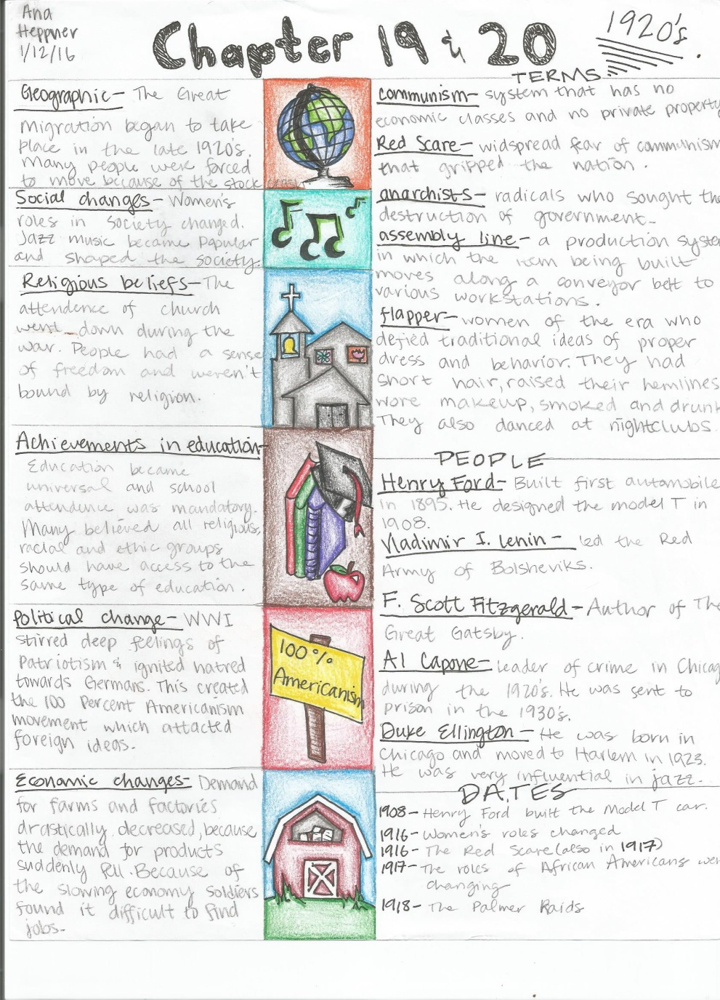 Ana
Heppner
1/12/16
Chapter 19 & 20
1920's.
Geographic- The Great
migration began to take
place in the late 1920's.
Many people were forced
to move because of the stock crash
Social changes- Women's
roles in society changed.
Jazz music became popular
and shaped the society.
Religious beliefs- The
attendence of church
went down during the
war. People had a sense
of freedom and weren't
bound by religion.
Achievements in education-
Education became
universal and school
attendence was mandatory.
Many believed all religious,
racial and ethic groups
should have access to the
same type of education.
Political change- WWI
stirred deep feelings of
Patriotism & ignited hatred
towards Germans. This created
the 100 Percent Americanism
movement which attacted
foreign ideas.
Economic changes- Demand
for farms and factories
drastically decreased, because
the demand for products
suddenly fell. Because of
the slowing economy soldiers
found it difficult to find
jobs.
100%
Americanism
TERMS
communism- system that has no
economic classes and no private property
Red Scare- widspread fear of communism
that gripped the nation.
anarchists- radicals who sought the
destruction of government.
assembly line- a production syste
in which the item being built
moves along a conveyor belt to
various workstations.
flapper- women of the era who
defied traditional ideas of proper
dress and behavior. They had
short hair, raised their hemlines
wore makeup, smoked and drunk
They also danced at nightclubs.
PEOPLE
Henry Ford- Built first automobile
in 1895. He designed the model T in
1908.
Vladimir I. Lenin- led the Red
Army of Bolsheviks.
F. Scott Fitzgerald- Author of The
Great Gatsby.
Al Capone- Leader of crime in Chicag
during the 1920's. He was sent to
prison in the 1930's.
Duke Ellington- He was born in
Chicago and moved to Harlem in 1923.
He was very influential in jazz.
DATES
1908- Henry Ford built the Model T car.
1916- Women's roles changed
1916- The Red Scare (also in 1917)
1917- The roles of African Americans wer
changing
1918- The Palmer Raids